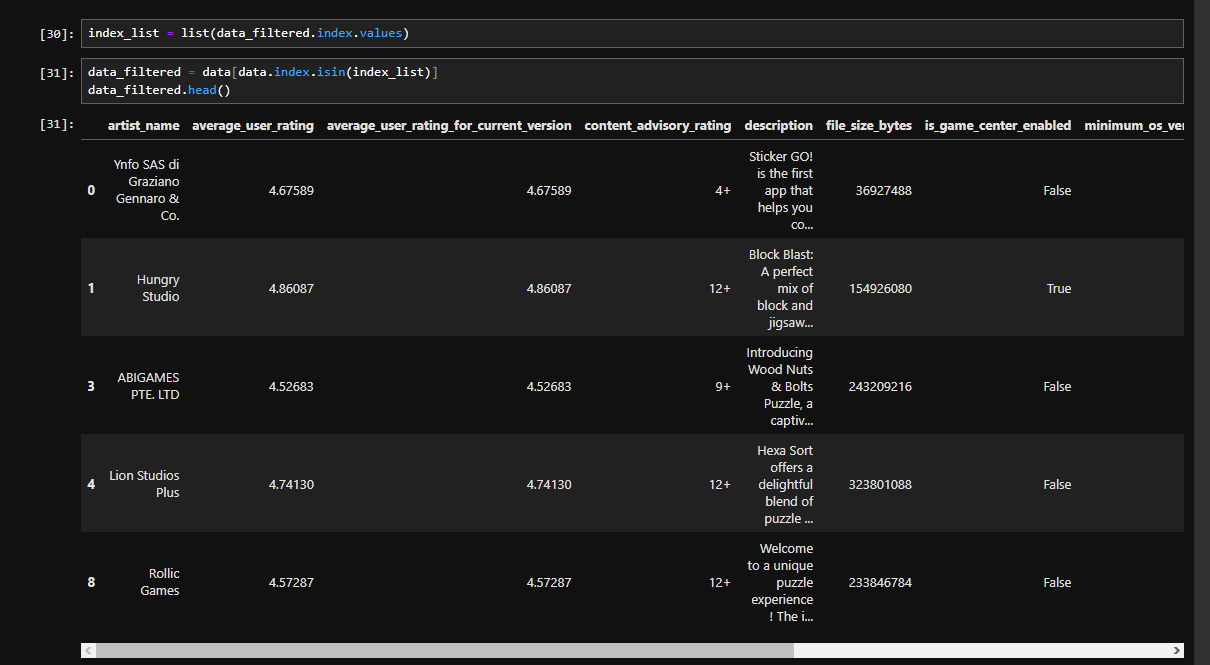 [30]: index_list = list(data_filtered.index.values)
[31]: data_filtered = data[data.index.isin(index_list)]
data_filtered.head()
[31]: artist_name average_user_rating average_user_rating_for_current_version content_advisory_rating description file_size_bytes is_game_center_enabled minimum_os_ver
Ynfo SAS di
Graziano
Gennaro &
Co.
0 4.67589 4.67589 4+
Sticker GO!
is the first
app that
helps you
co...
36927488 False
Hungry
Studio
1 4.86087 4.86087 12+
Block Blast:
A perfect
mix of
block and
jigsaw...
154926080 True
ABIGAMES
PTE. LTD
3 4.52683 4.52683 9+
Introducing
Wood Nuts
& Bolts
Puzzle, a
captiv...
243209216 False
Lion Studios
Plus
4 4.74130 4.74130 12+
Hexa Sort
offers a
delightful
blend of
puzzle ...
323801088 False
Rollic
Games
8 4.57287 4.57287 12+
Welcome
to a unique
puzzle
experience
! The i...
233846784 False